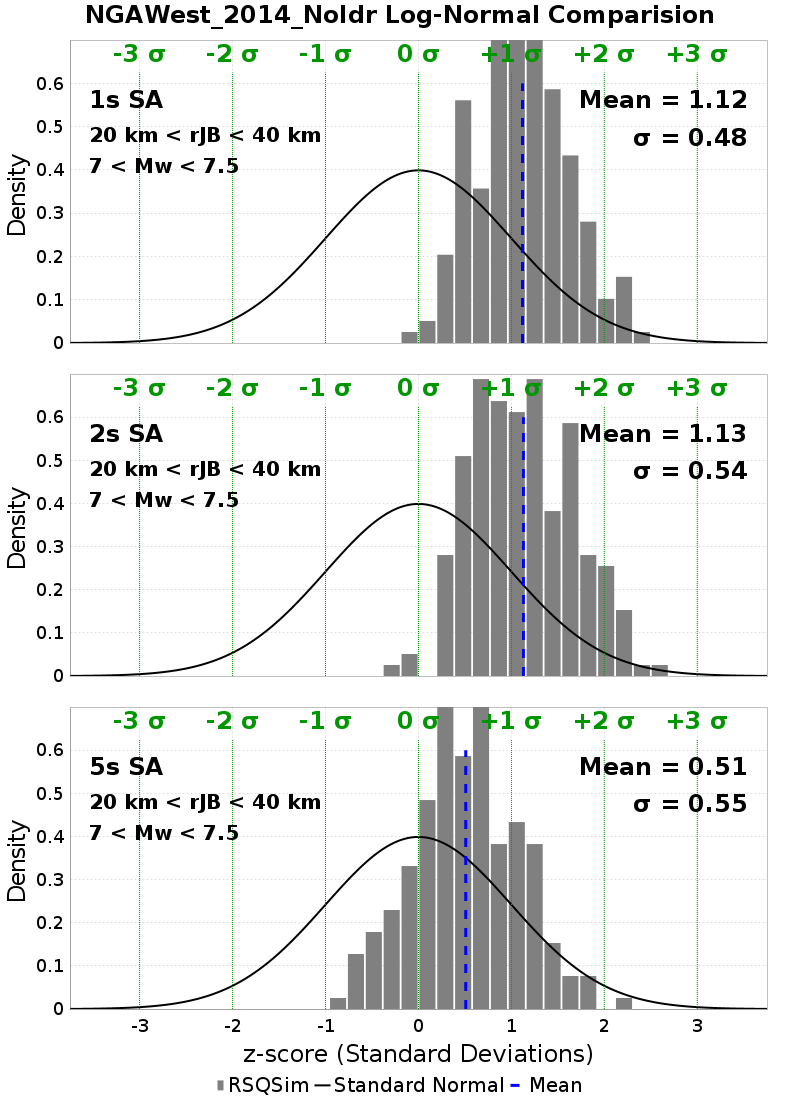 NGAWest_2014_NoIdr Log-Normal Comparision
-3 σ -2 σ -1 σ 0 σ +1 σ +2 σ +3 σ
0.6
1s SA Mean = 1.12
0.5
20 km < rJB < 40 km σ = 0.48
0.4
7 < Mw < 7.5
0.3
0.2
0.1
0
Density
-3 σ -2 σ -1 σ 0 σ +1 σ +2 σ +3 σ
0.6
2s SA Mean = 1.13
0.5
20 km < rJB < 40 km σ = 0.54
0.4
7 < Mw < 7.5
0.3
0.2
0.1
0
Density
-3 σ -2 σ -1 σ 0 σ +1 σ +2 σ +3 σ
0.6
5s SA Mean = 0.51
0.5
20 km < rJB < 40 km σ = 0.55
0.4
7 < Mw < 7.5
0.3
0.2
0.1
0
Density
-3 -2 -1 0 1 2 3
z-score (Standard Deviations)
RSQSim Standard Normal Mean